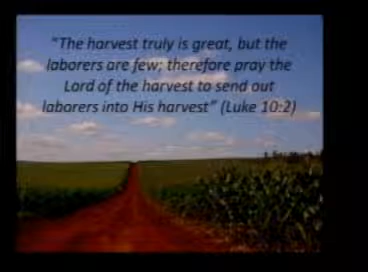 "The harvest truly is great, but the
laborers are few; therefore pray the
Lord of the harvest to send out
laborers into His harvest" (Luke 10:2)